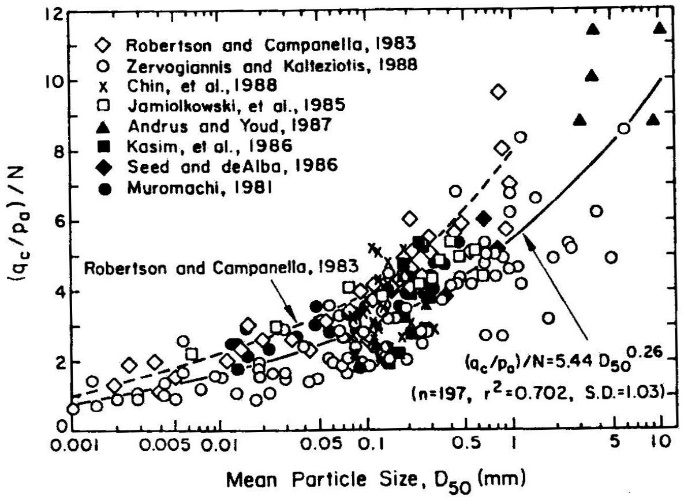 12
10
8
6
4
2
0
(q_c/p_a)/N
Robertson and Campanella, 1983
Zervogiannis and Kalteziotis, 1988
Chin, et al., 1988
Jamiolkowski, et al., 1985
Andrus and Youd, 1987
Kasim, et al., 1986
Seed and deAlba, 1986
Muromachi, 1981
Robertson and Campanella, 1983
(q_c/p_a)/N=5.44 D_50^0.26
(n=197, r²=0.702, S.D.=1.03)
0.001 0.005 0.01 0.05 0.1 0.5 1 5 10
Mean Particle Size, D_50 (mm)